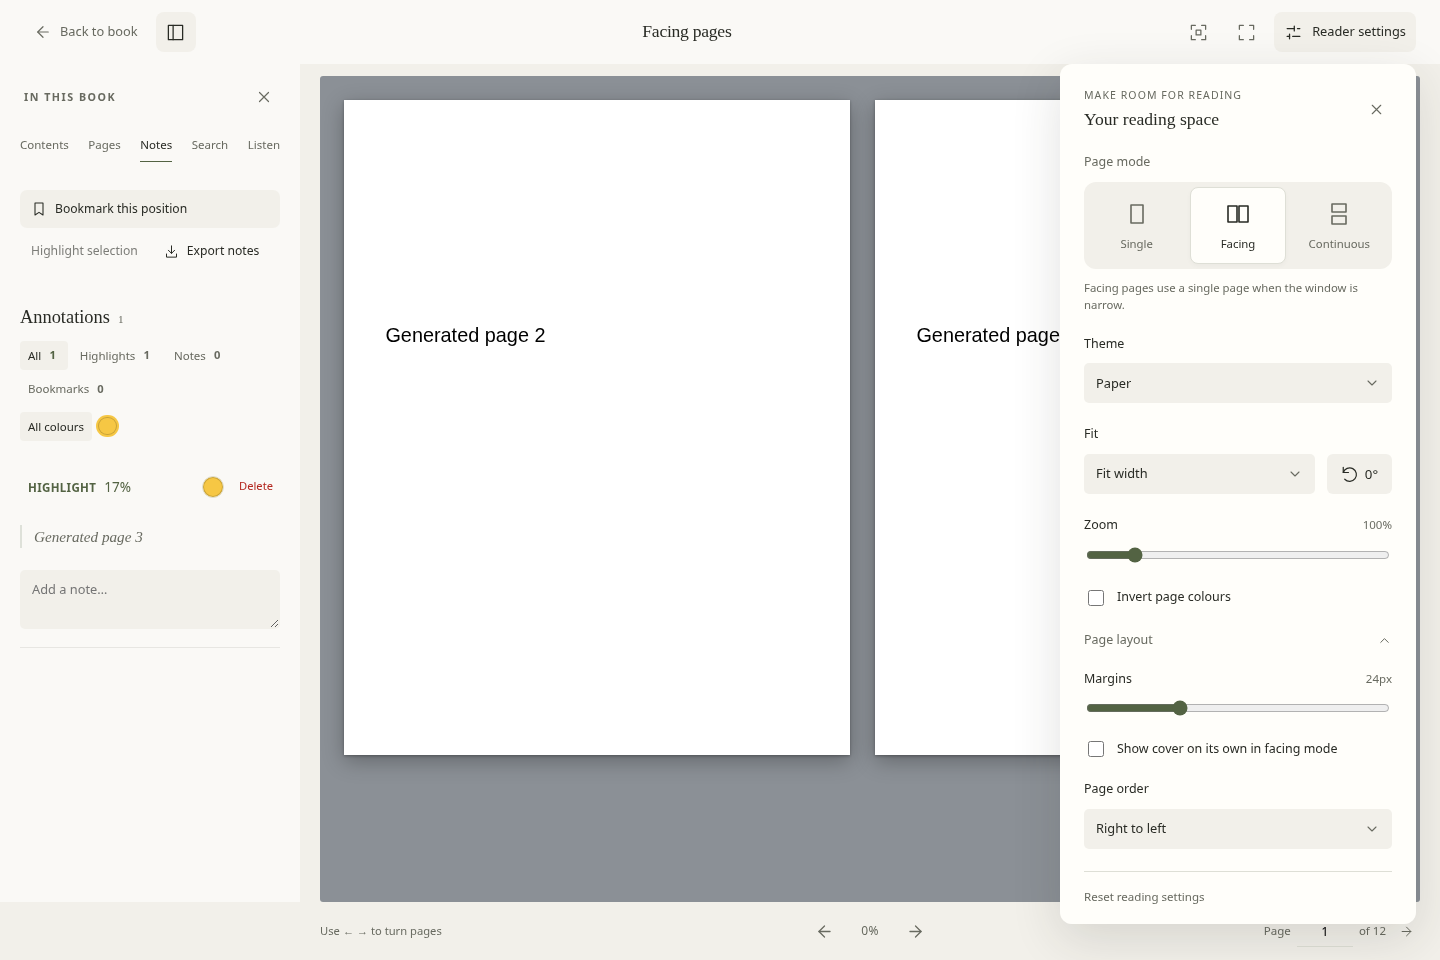 Back to book
Facing pages
Reader settings
IN THIS BOOK
Contents Pages Notes Search Listen
Bookmark this position
Highlight selection Export notes
Annotations 1
All 1 Highlights 1 Notes 0
Bookmarks 0
All colours
HIGHLIGHT 17% Delete
Generated page 3
Add a note...
Generated page 2
Generated page
MAKE ROOM FOR READING
Your reading space
Page mode
Single Facing Continuous
Facing pages use a single page when the window is
narrow.
Theme
Paper
Fit
Fit width 0°
Zoom 100%
Invert page colours
Page layout
Margins 24px
Show cover on its own in facing mode
Page order
Right to left
Reset reading settings
Use ← → to turn pages
0%
Page 1 of 12